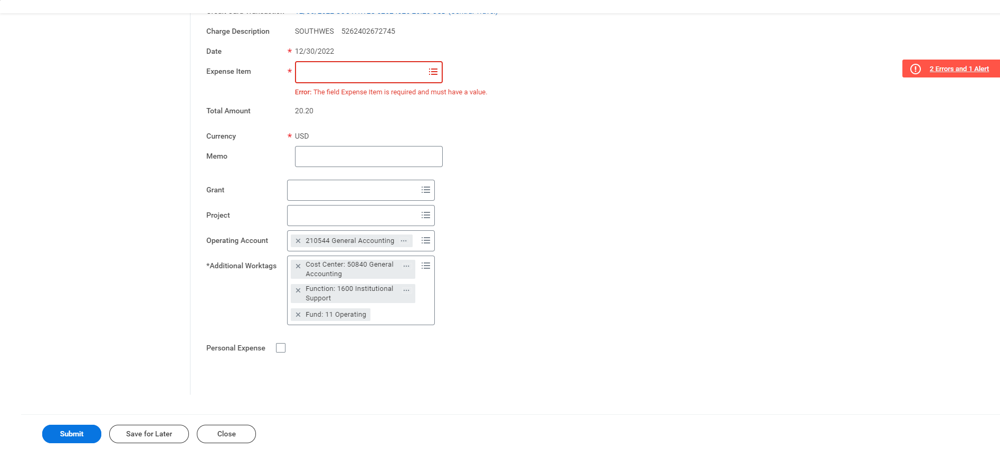 Charge Description SOUTHWES 5262402672745
Date * 12/30/2022
Expense Item *
Error: The field Expense Item is required and must have a value.
2 Errors and 1 Alert
Total Amount 20.20
Currency * USD
Memo
Grant
Project
Operating Account × 210544 General Accounting ...
*Additional Worktags × Cost Center: 50840 General ...
Accounting
× Function: 1600 Institutional ...
Support
× Fund: 11 Operating
Personal Expense
Submit Save for Later Close